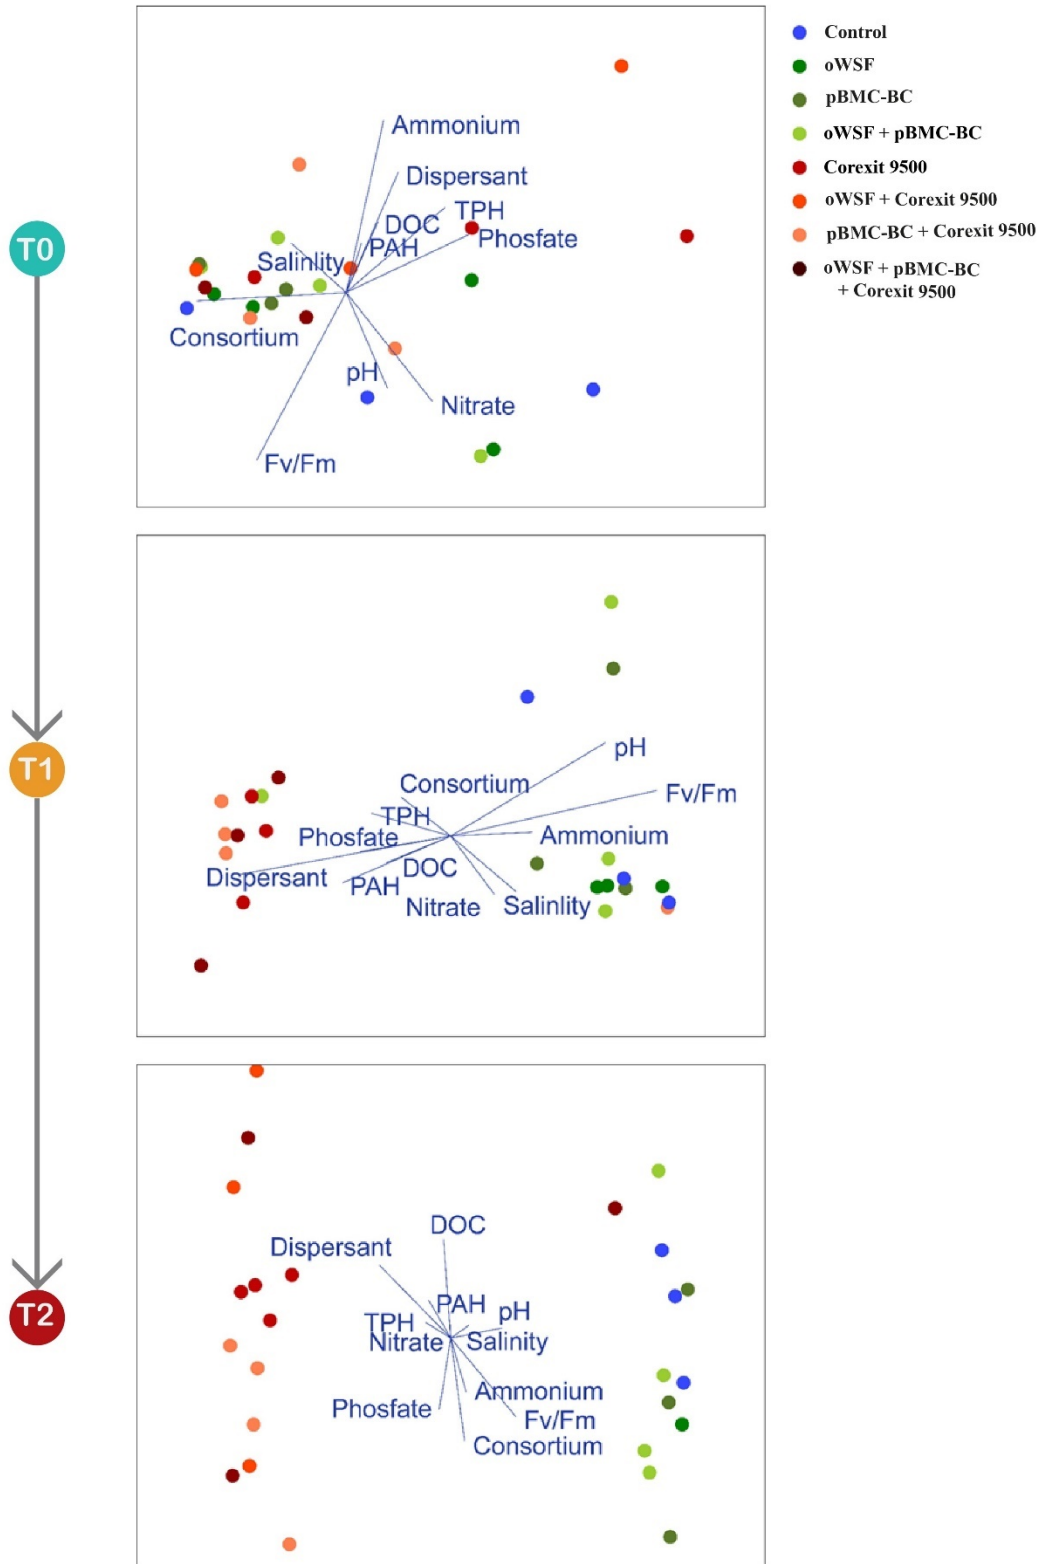 Control
oWSF
pBMC-BC
oWSF + pBMC-BC
Corexit 9500
oWSF + Corexit 9500
pBMC-BC + Corexit 9500
oWSF + pBMC-BC
+ Corexit 9500
T0
Ammonium
Dispersant
TPH
DOC
Phosfate
PAH
Salinlity
Consortium
pH
Nitrate
Fv/Fm
T1
pH
Consortium
Fv/Fm
TPH
Phosfate
Ammonium
DOC
Dispersant
PAH
Nitrate
Salinlity
T2
DOC
Dispersant
PAH
pH
TPH
Nitrate
Salinity
Ammonium
Phosfate
Fv/Fm
Consortium